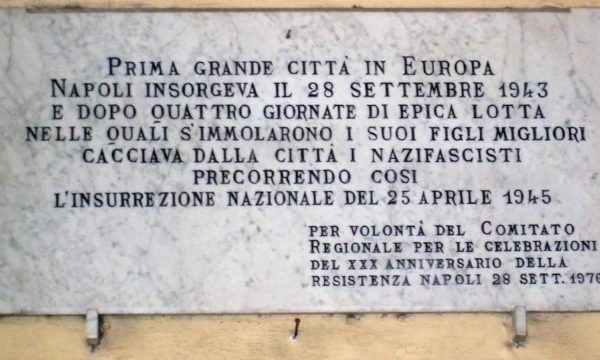 PRIMA GRANDE CITTÀ IN EUROPA
NAPOLI INSORGEVA IL 28 SETTEMBRE 1943
E DOPO QUATTRO GIORNATE DI EPICA LOTTA
NELLE QUALI S'IMMOLARONO I SUOI FIGLI MIGLIORI
CACCIAVA DALLA CITTÀ I NAZIFASCISTI
PRECORRENDO COSI
L'INSURREZIONE NAZIONALE DEL 25 APRILE 1945
PER VOLONTÀ DEL COMITATO
REGIONALE PER LE CELEBRAZIONI
DEL XXX ANNIVERSARIO DELLA
RESISTENZA NAPOLI 28 SETT. 1976